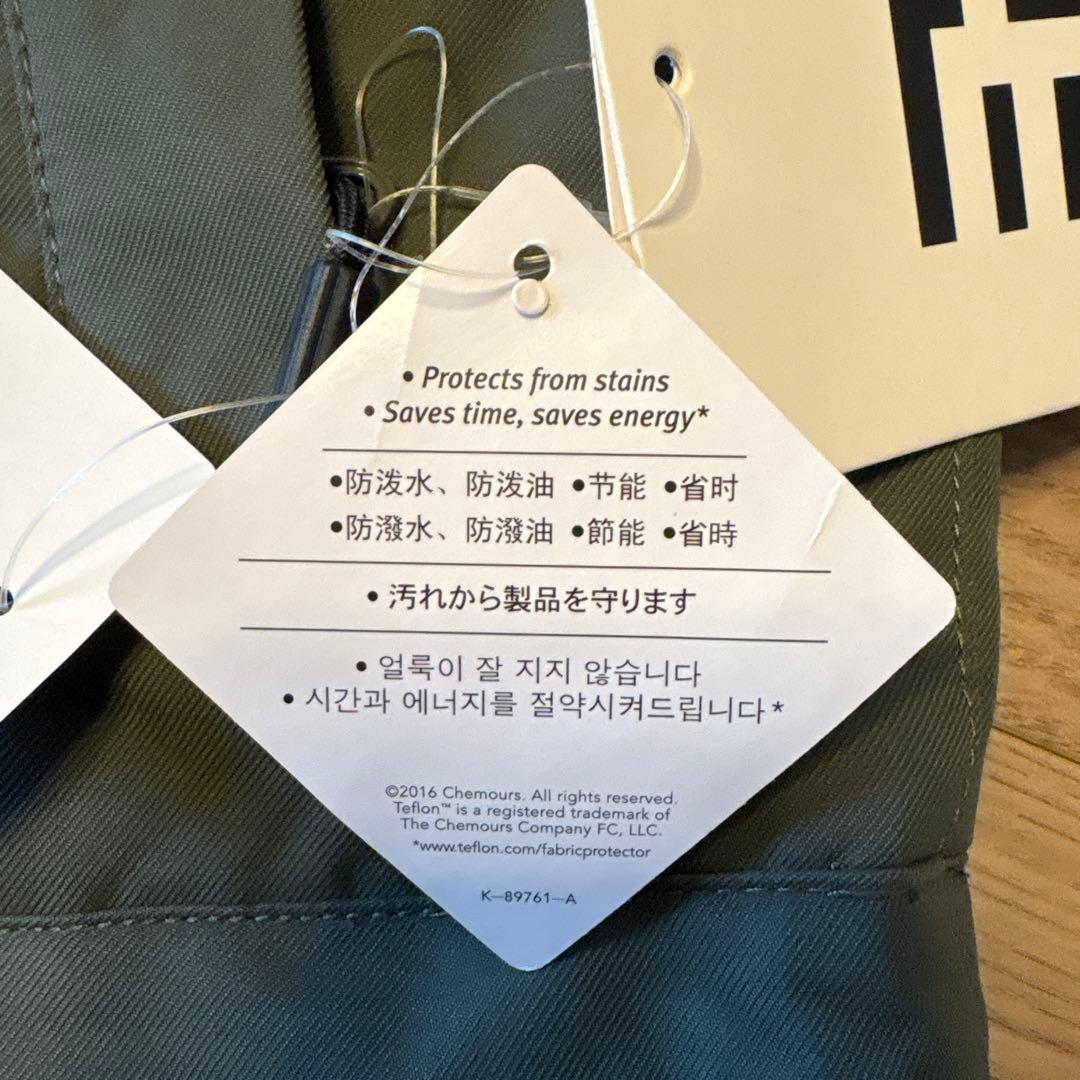 • Protects from stains
• Saves time, saves energy*
●防泼水、防泼油 ●节能 ●省时
●防潑水、防潑油 ●節能 ●省時
• 汚れから製品を守ります
• 얼룩이 잘 지지 않습니다
• 시간과 에너지를 절약시켜드립니다*
©2016 Chemours. All rights reserved.
Teflon™ is a registered trademark of
The Chemours Company FC, LLC.
*www.teflon.com/fabricprotector
K—89761—A